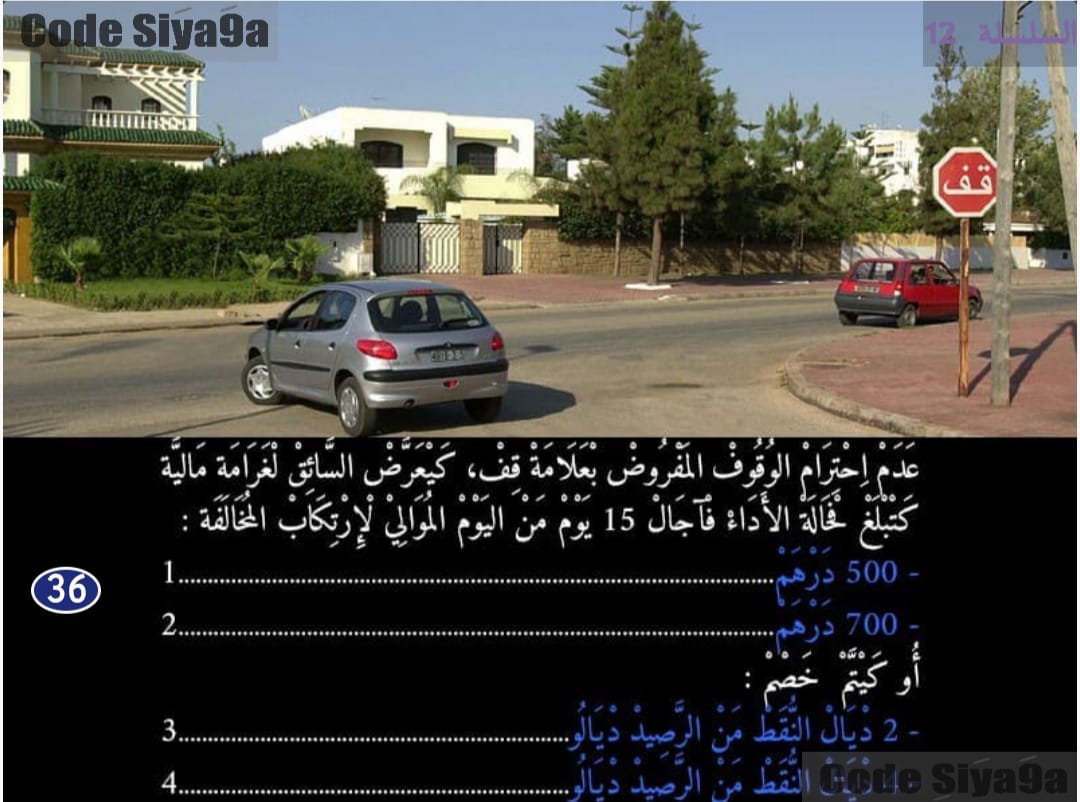 Code Siya9a
السلسلة 12
قف
عَدَمْ اِحْتِرَامْ الوُقُوفْ المَفْرُوضْ بْعَلَامَةْ قِفْ، كَيْعَرَّضْ السَّائِقْ لْغَرَامَة مَالِيَّة
كَتْبْلَغْ فْحَالَةْ الأَدَاءْ فْآجَالْ 15 يَوْمْ مَنْ اليَوْمْ المُوَالِيْ لْإِرْتِكَابْ المُخَالَفَة :
- 500 دَرْهَمْ......................................................1
- 700 دَرْهَمْ......................................................2
أُو كَيْتَمّْ خَصْمْ :
- 2 دْيَالْ النُّقَطْ مَنْ الرَّصِيدْ دْيَالُو......................................3
- 4 دْيَالْ النُّقَطْ مَنْ الرَّصِيدْ دْيَالُو......................................4
36
Code Siya9a